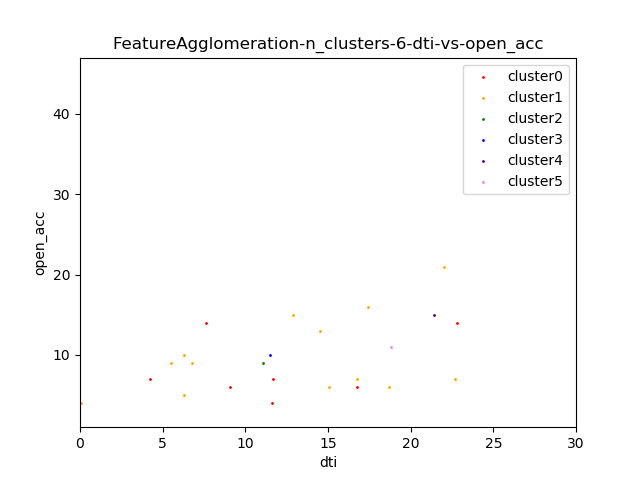 FeatureAgglomeration-n_clusters-6-dti-vs-open_acc
cluster0
cluster1
cluster2
cluster3
cluster4
cluster5
40
30
20
10
open_acc
0 5 10 15 20 25 30
dti